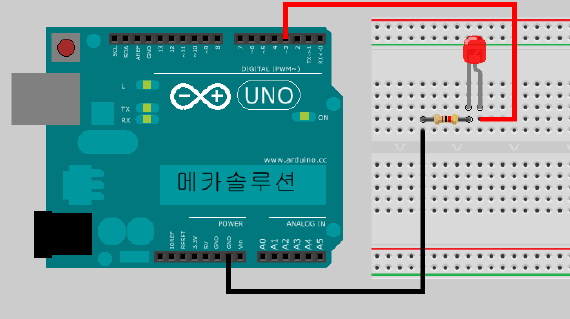 SCL
SDA
AREF
GND
13
12
~11
~10
~9
8
7
~6
~5
4
~3
2
TX→1
RX←0
DIGITAL (PWM~)
L
TX
RX
UNO
ON
www.arduino.cc
메카솔루션
POWER
ANALOG IN
IOREF
RESET
3.3V
5V
GND
GND
Vin
A0
A1
A2
A3
A4
A5